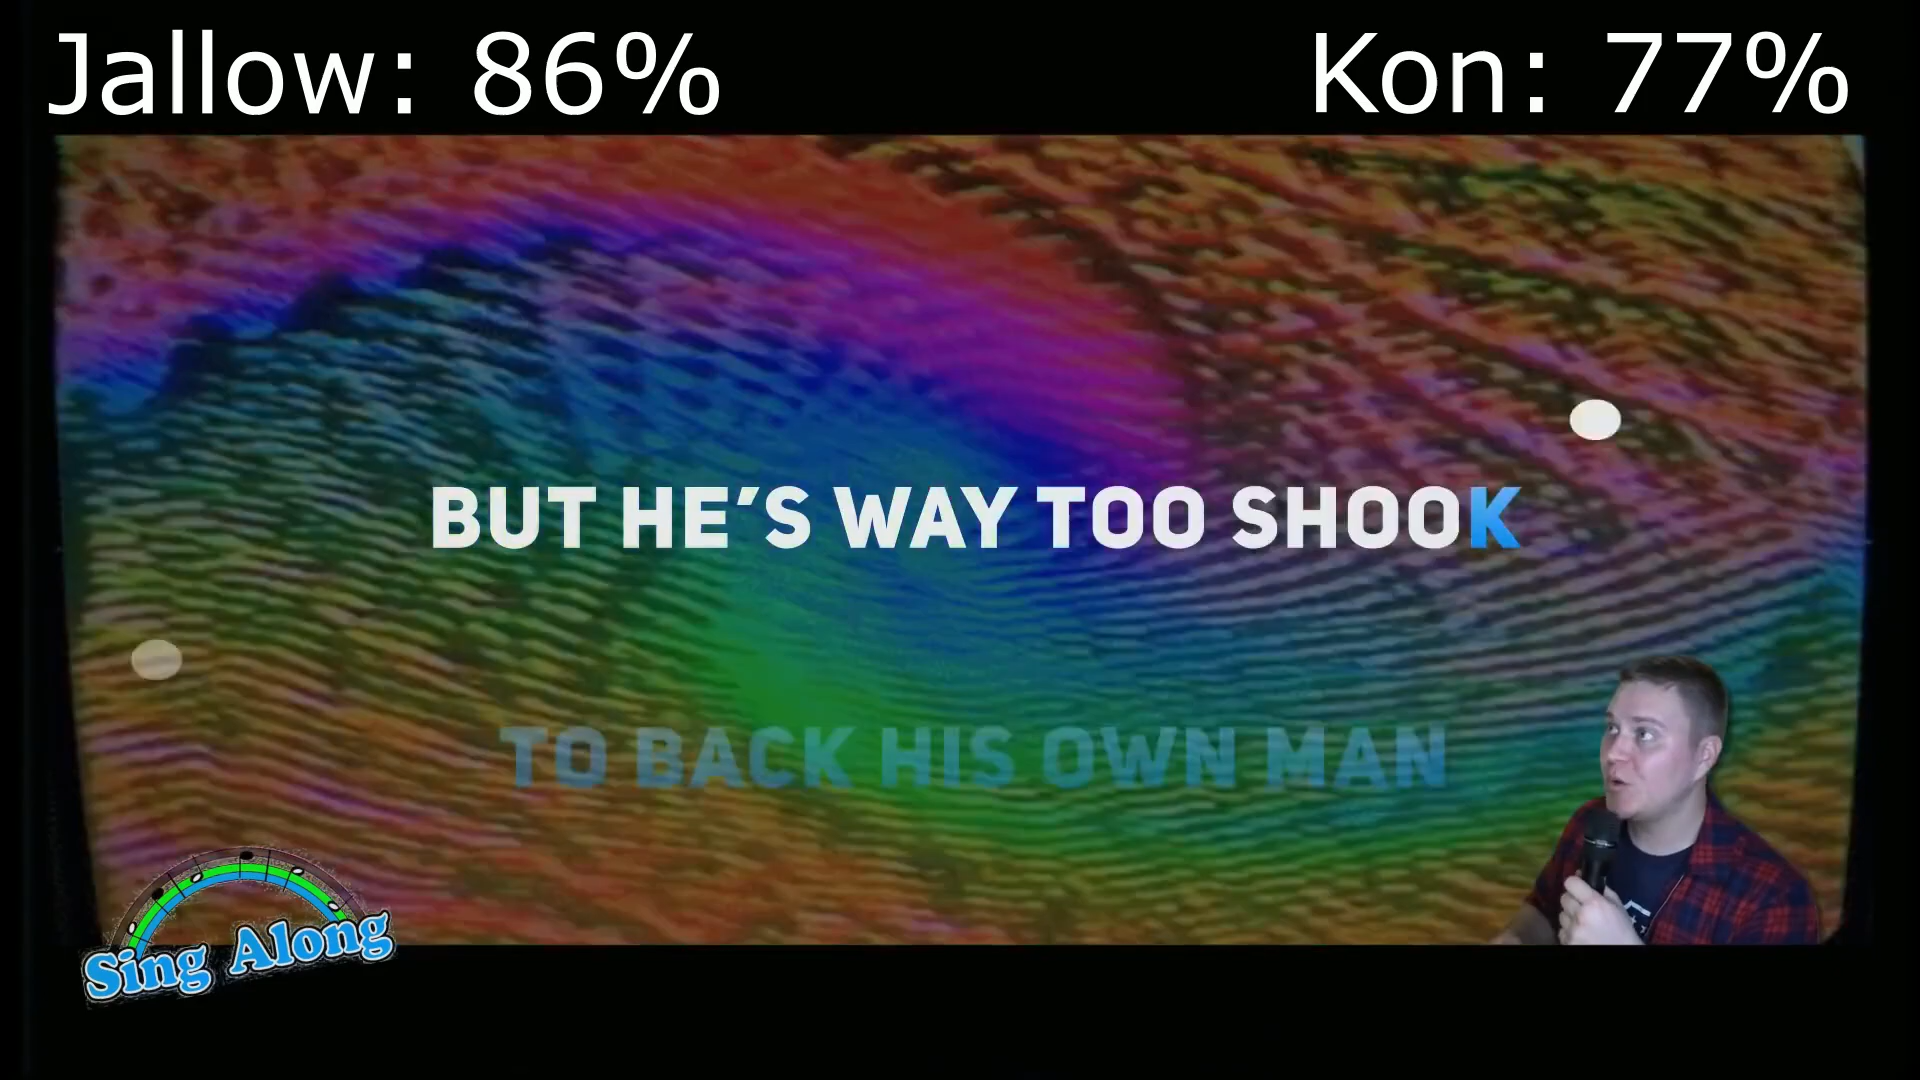 Jallow: 86%
Kon: 77%
BUT HE'S WAY TOO SHOOK
TO BACK HIS OWN MAN
Sing Along